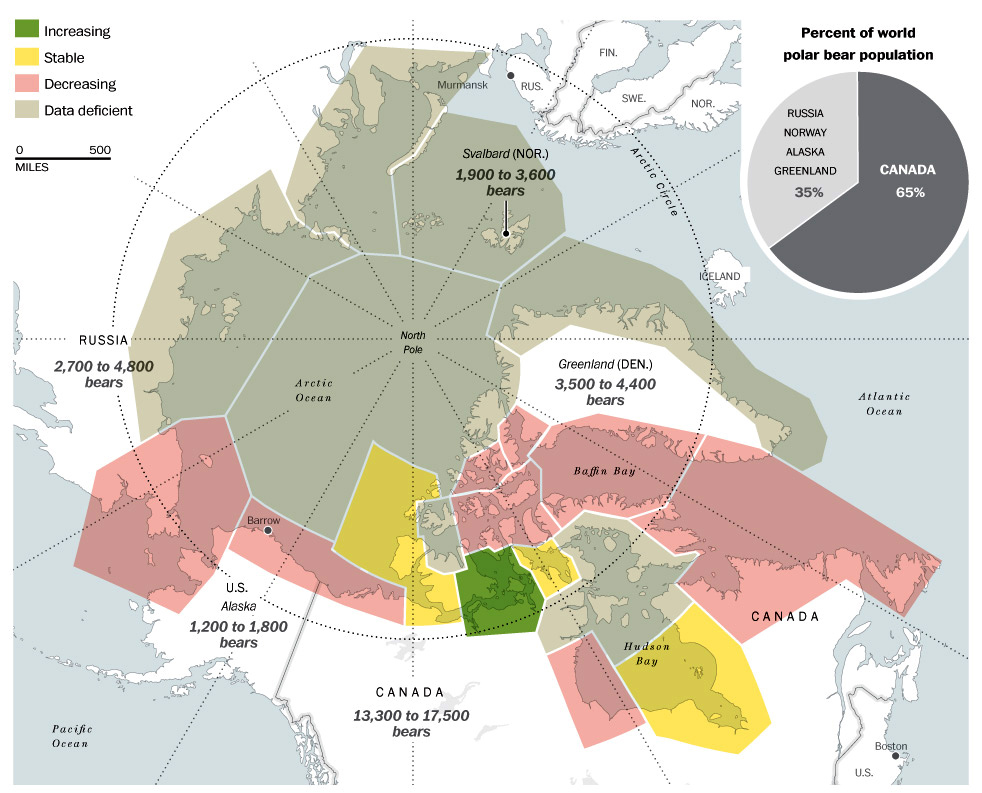 Increasing
Stable
Decreasing
Data deficient
0 500
MILES
Percent of world
polar bear population
RUSSIA
NORWAY
ALASKA
GREENLAND
35%
CANADA
65%
FIN.
Murmansk
RUS.
SWE.
NOR.
Svalbard (NOR.)
1,900 to 3,600
bears
Arctic Circle
ICELAND
RUSSIA
2,700 to 4,800
bears
North
Pole
Greenland (DEN.)
3,500 to 4,400
bears
Arctic
Ocean
Atlantic
Ocean
Baffin Bay
Barrow
U.S.
Alaska
1,200 to 1,800
bears
CANADA
Hudson
Bay
CANADA
13,300 to 17,500
bears
Pacific
Ocean
Boston
U.S.